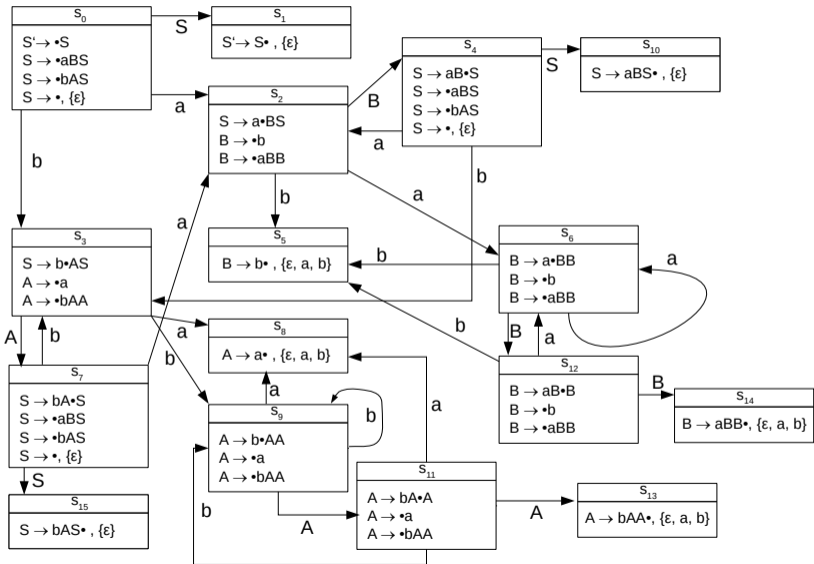 s₀
S‘ → •S
S → •aBS
S → •bAS
S → •, {ε}
S
s₁
S‘ → S• , {ε}
a
b
s₂
S → a•BS
B → •b
B → •aBB
B
a
s₄
S → aB•S
S → •aBS
S → •bAS
S → •, {ε}
S
s₁₀
S → aBS• , {ε}
b
a
b
a
s₃
S → b•AS
A → •a
A → •bAA
s₅
B → b• , {ε, a, b}
b
s₆
B → a•BB
B → •b
B → •aBB
a
A
b
a
b
s₈
A → a• , {ε, a, b}
b
B
a
s₇
S → bA•S
S → •aBS
S → •bAS
S → •, {ε}
S
a
s₉
A → b•AA
A → •a
A → •bAA
b
a
s₁₂
B → aB•B
B → •b
B → •aBB
B
s₁₄
B → aBB•, {ε, a, b}
s₁₅
S → bAS• , {ε}
b
A
s₁₁
A → bA•A
A → •a
A → •bAA
A
s₁₃
A → bAA•, {ε, a, b}